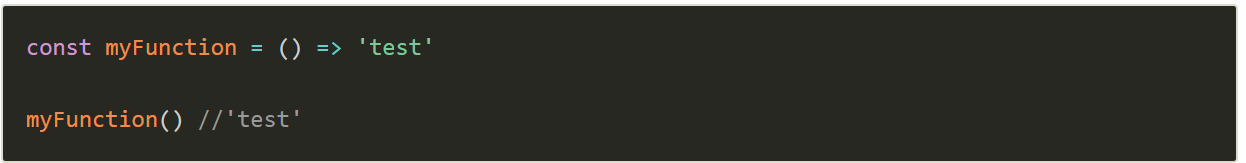 const myFunction = () => 'test'
myFunction() //'test'